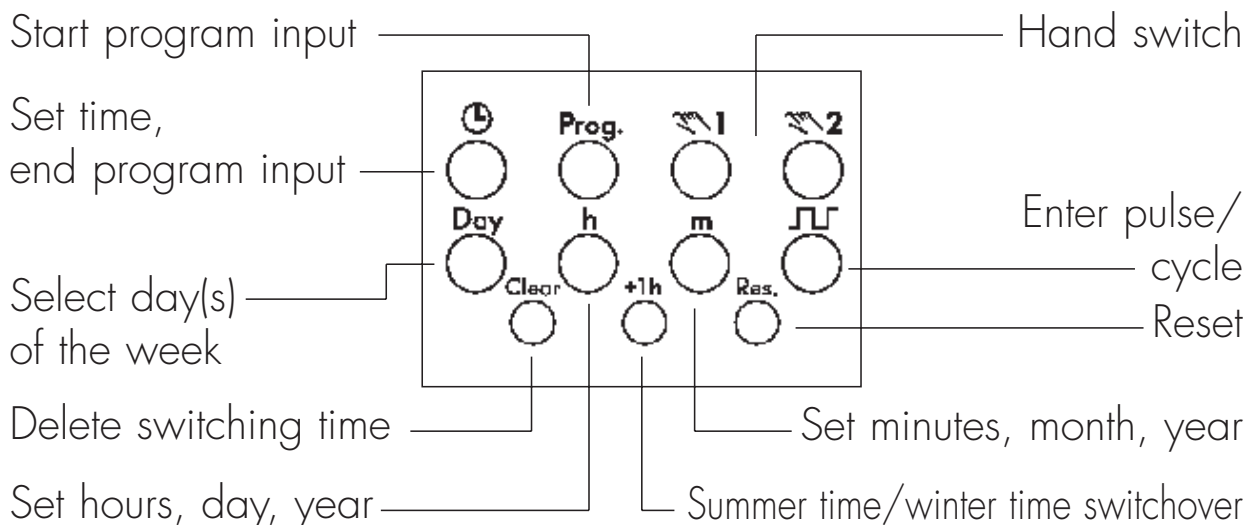 Start program input
Hand switch
Set time,
end program input
Prog.
1
2
Day
h
m
Enter pulse/
cycle
Select day(s)
of the week
Clear
+1h
Res.
Reset
Delete switching time
Set minutes, month, year
Set hours, day, year
Summer time/winter time switchover